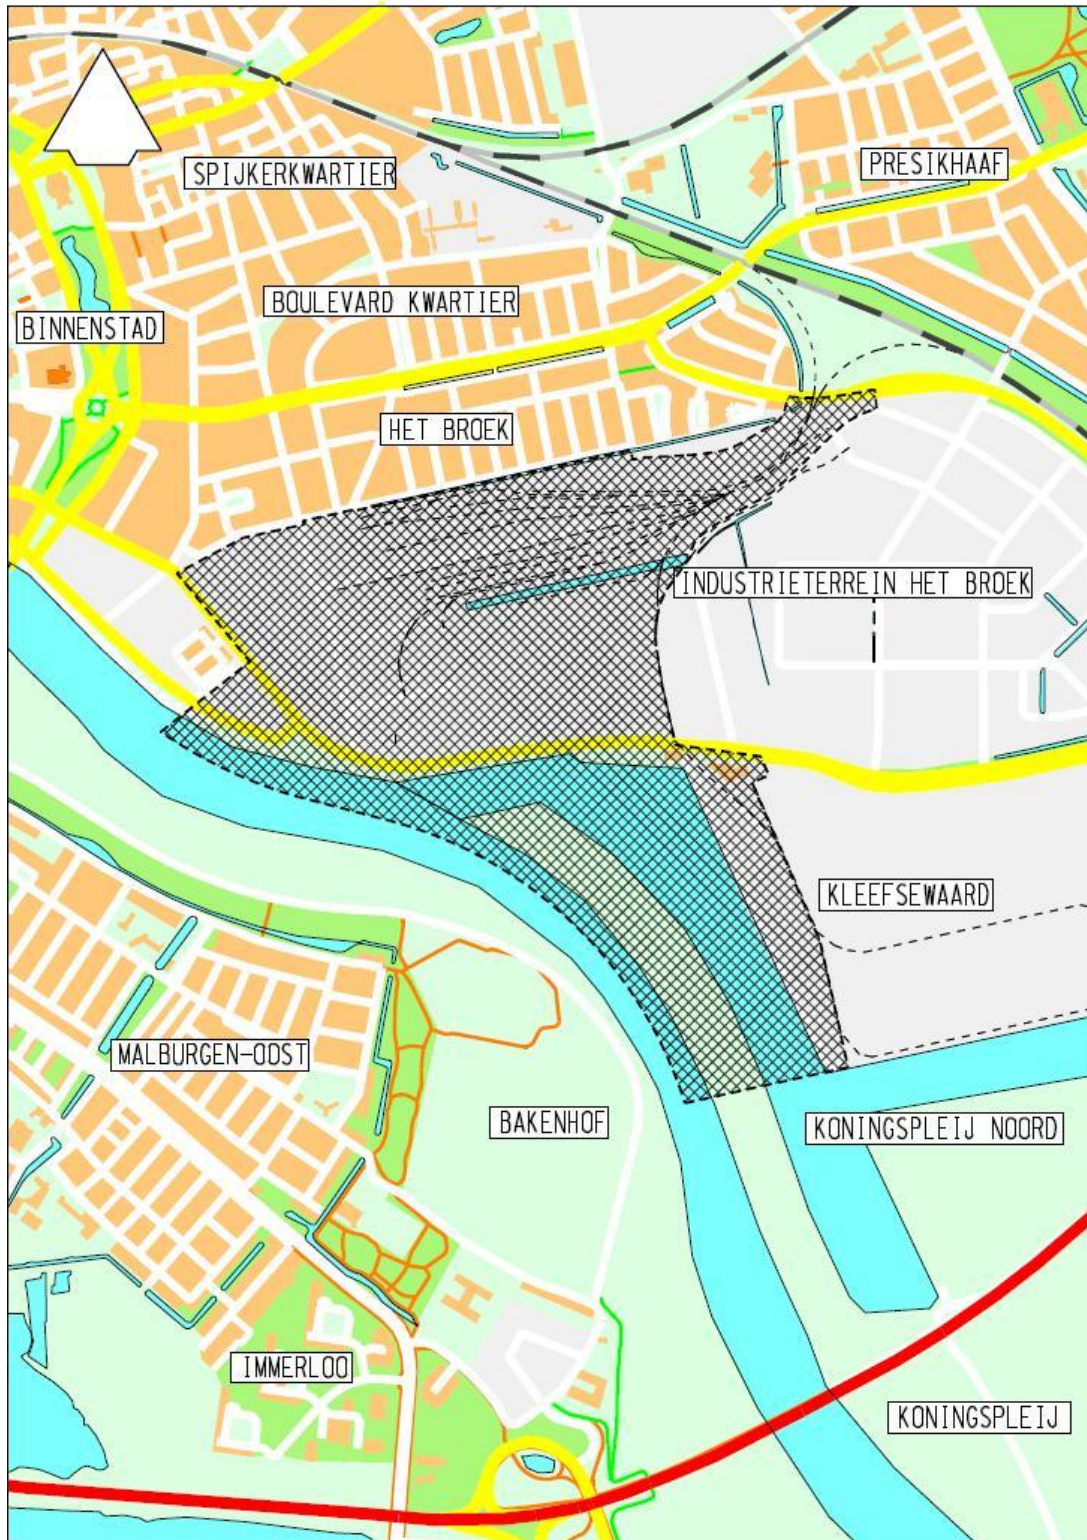 SPIJKERKWARTIER
PRESIKHAAF
BOULEVARD KWARTIER
BINNENSTAD
HET BROEK
INDUSTRIETERREIN HET BROEK
KLEEFSEWAARD
MALBURGEN-OOST
BAKENHOF
KONINGSPLEIJ NOORD
IMMERLOO
KONINGSPLEIJ